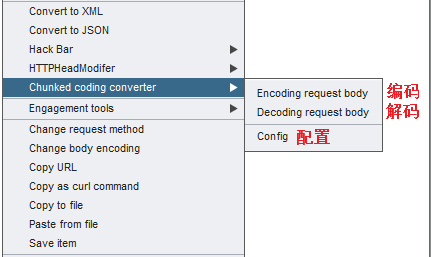 Convert to XML
Convert to JSON
Hack Bar
HTTPHeadModifer
Chunked coding converter
Encoding request body 编码
Decoding request body 解码
Config 配置
Engagement tools
Change request method
Change body encoding
Copy URL
Copy as curl command
Copy to file
Paste from file
Save item